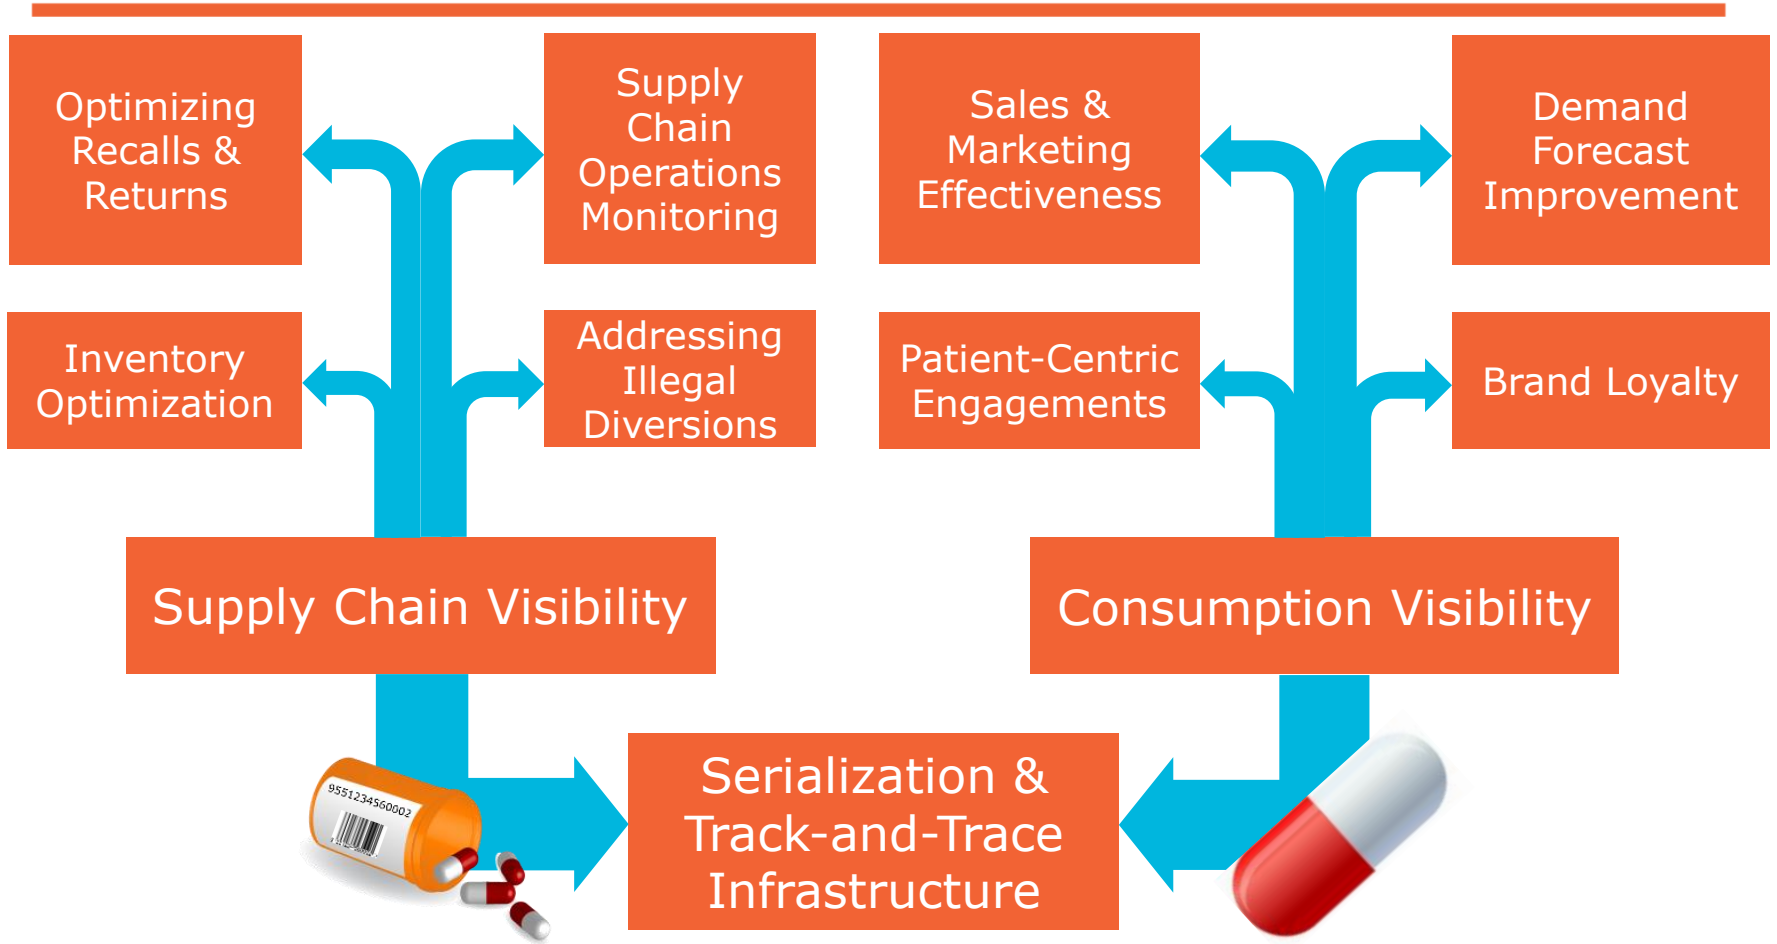 Optimizing
Recalls &
Returns
Supply
Chain
Operations
Monitoring
Sales &
Marketing
Effectiveness
Demand
Forecast
Improvement
Inventory
Optimization
Addressing
Illegal
Diversions
Patient-Centric
Engagements
Brand Loyalty
Supply Chain Visibility
Consumption Visibility
Serialization &
Track-and-Trace
Infrastructure
9551234560002